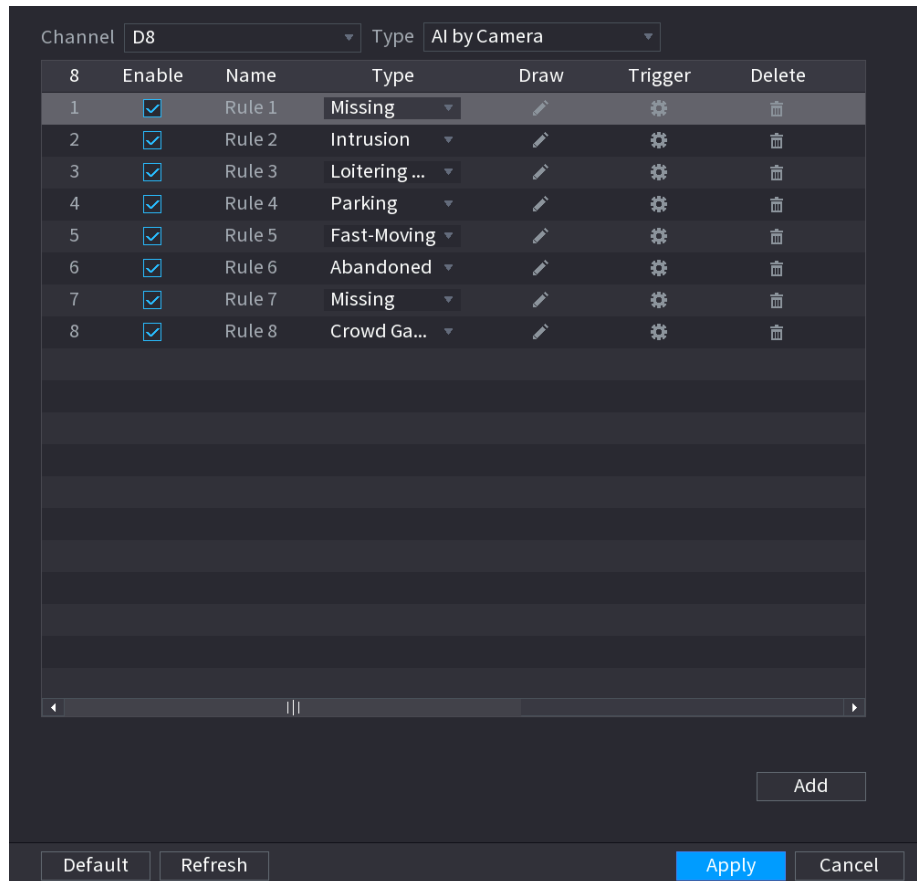 Channel D8 Type AI by Camera
8 Enable Name Type Draw Trigger Delete
1 Rule 1 Missing
2 Rule 2 Intrusion
3 Rule 3 Loitering ...
4 Rule 4 Parking
5 Rule 5 Fast-Moving
6 Rule 6 Abandoned
7 Rule 7 Missing
8 Rule 8 Crowd Ga...
Add
Default Refresh Apply Cancel